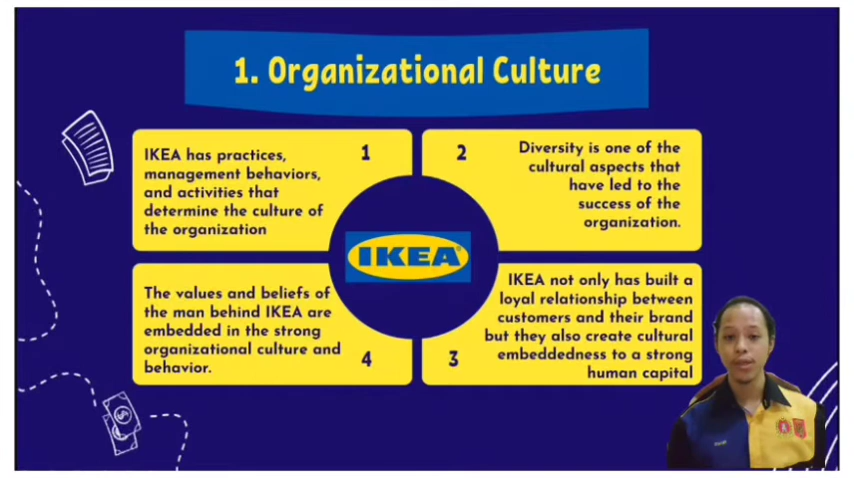 1. Organizational Culture
IKEA has practices,
management behaviors,
and activities that
determine the culture of
the organization
1
2
Diversity is one of the
cultural aspects that
have led to the
success of the
organization.
IKEA®
The values and beliefs of
the man behind IKEA are
embedded in the strong
organizational culture and
behavior.
4
3
IKEA not only has built a
loyal relationship between
customers and their brand
but they also create cultural
embeddedness to a strong
human capital